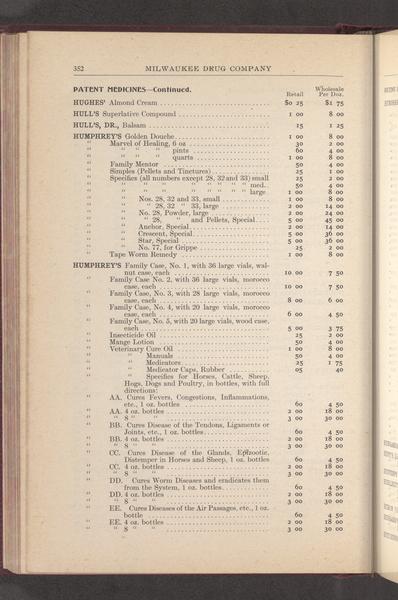 352 MILWAUKEE DRUG COMPANY
PATENT MEDICINES—Continued. Retail Wholesale Per Doz.
HUGHES' Almond Cream $0 25 $1 75
HULL'S Superlative Compound 1 00 8 00
HULL'S, DR., Balsam 15 1 25
HUMPHREY'S Golden Douche 1 00 8 00
" Marvel of Healing, 6 oz 30 2 00
" " " " pints 60 4 00
" " " " quarts 1 00 8 00
" Family Mentor 50 4 00
" Simples (Pellets and Tinctures) 25 1 00
" Specifics (all numbers except 28, 32 and 33) small 25 2 00
" " " " " " " " med. 50 4 00
" " " " " " " " large 1 00 8 00
" " Nos. 28, 32 and 33, small 1 00 8 00
" " " 28, 32 " 33, large 2 00 14 00
" " No. 28, Powder, large 2 00 24 00
" " " 28, " and Pellets, Special 5 00 45 00
" " Anchor, Special 2 00 14 00
" " Crescent, Special 5 00 36 00
" " Star, Special 5 00 36 00
" " No. 77, for Grippe 25 2 00
" Tape Worm Remedy 1 00 8 00
HUMPHREY'S Family Case, No. 1, with 36 large vials, wal-
nut case, each 10 00 7 50
" Family Case No. 2, with 36 large vials, morocco
case, each 10 00 7 50
" Family Case, No. 3, with 28 large vials, morocco
case, each 8 00 6 00
" Family Case, No. 4, with 20 large vials, morocco
case, each 6 00 4 50
" Family Case, No. 5, with 20 large vials, wood case,
each 5 00 3 75
" Insecticide Oil 25 2 00
" Mange Lotion 50 4 00
" Veterinary Cure Oil 1 00 8 00
" " Manuals 50 4 00
" " Medicators 25 1 75
" " Medicator Caps, Rubber 05 40
" " Specifics for Horses, Cattle, Sheep,
Hogs, Dogs and Poultry, in bottles, with full
directions:
" AA. Cures Fevers, Congestions, Inflammations,
etc., 1 oz. bottles 60 4 50
" AA. 4 oz. bottles 2 00 18 00
" " 8 " " 3 00 30 00
" BB. Cures Disease of the Tendons, Ligaments or
Joints, etc., 1 oz. bottles 60 4 50
" BB. 4 oz. bottles 2 00 18 00
" " 8 " " 3 00 30 00
" CC. Cures Disease of the Glands, Epizootic,
Distemper in Horses and Sheep, 1 oz. bottles 60 4 50
" CC. 4 oz. bottles 2 00 18 00
" " 8 " " 3 00 30 00
" DD. Cures Worm Diseases and eradicates them
from the System, 1 oz. bottles 60 4 50
" DD. 4 oz. bottles 2 00 18 00
" " 8 " " 3 00 30 00
" EE. Cures Diseases of the Air Passages, etc., 1 oz.
bottle 60 4 50
" EE. 4 oz. bottles 2 00 18 00
" " 8 " " 3 00 30 00